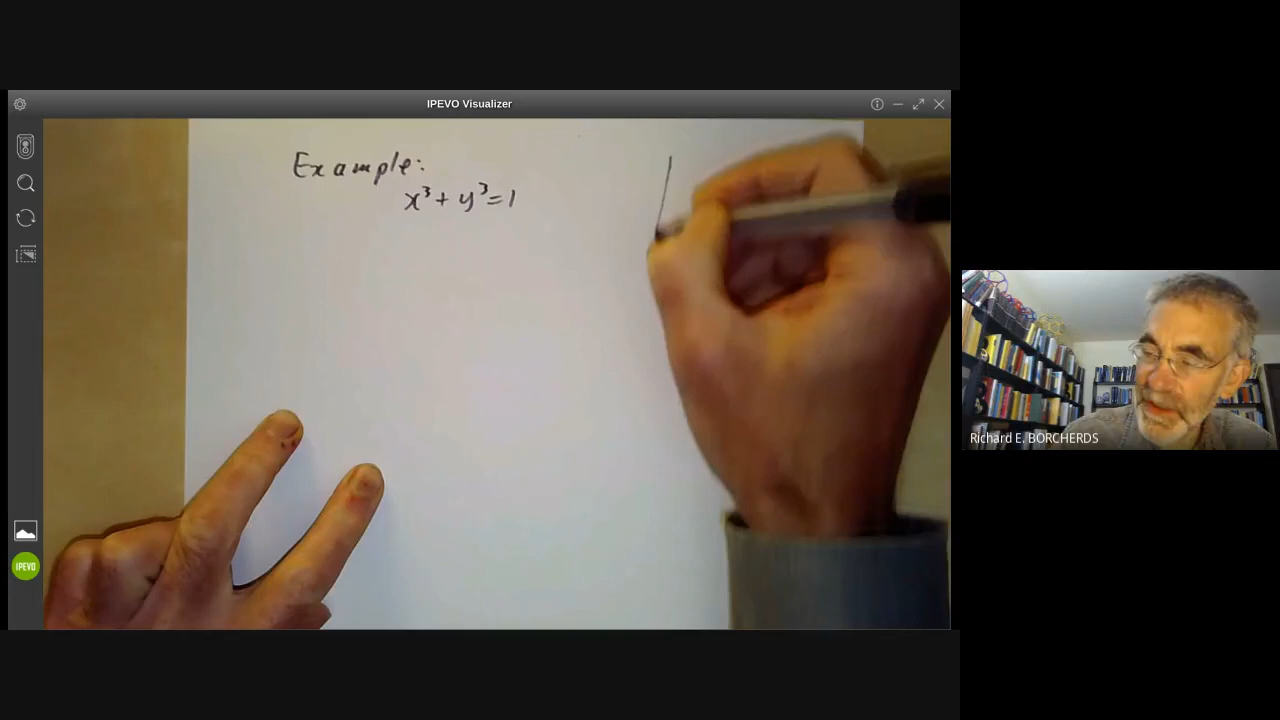 IPEVO Visualizer
Example:
x³ + y³ = 1
IPEVO
Richard E. BORCHERDS